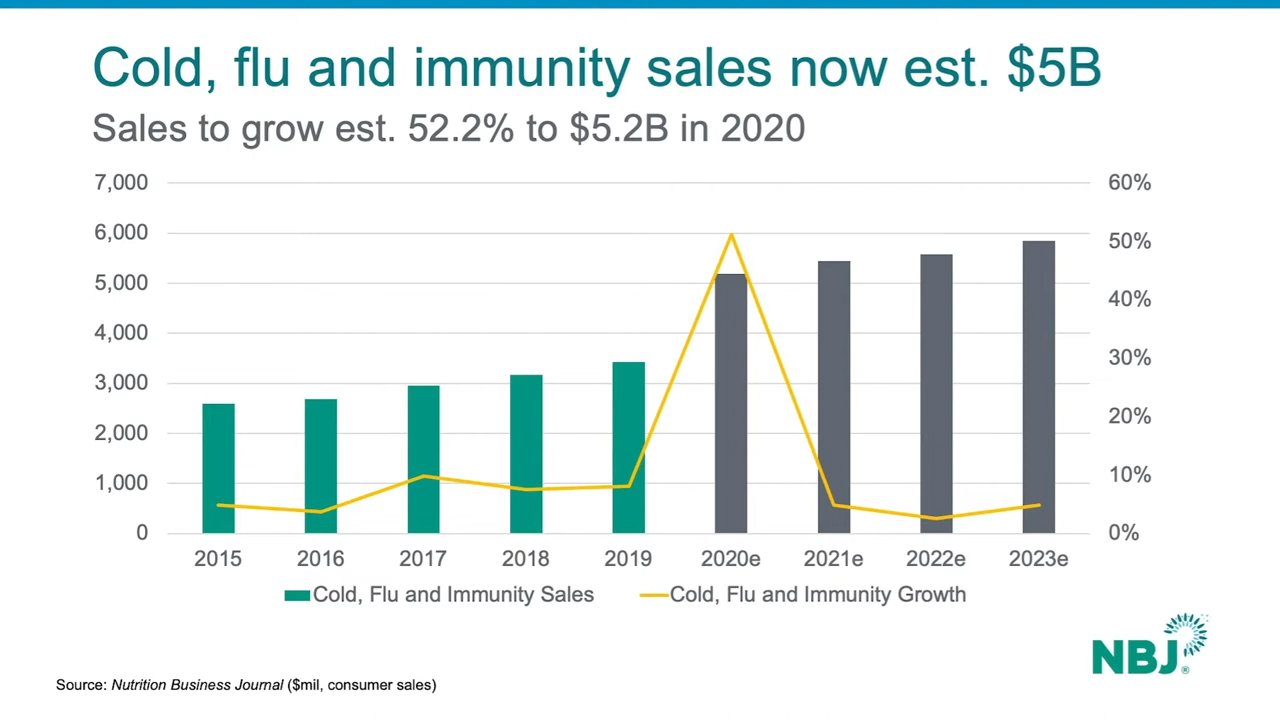 Cold, flu and immunity sales now est. $5B
Sales to grow est. 52.2% to $5.2B in 2020
7,000 60%
6,000 50%
5,000 40%
4,000 30%
3,000 20%
2,000 10%
1,000 0%
0
2015 2016 2017 2018 2019 2020e 2021e 2022e 2023e
Cold, Flu and Immunity Sales Cold, Flu and Immunity Growth
NBJ®
Source: Nutrition Business Journal ($mil, consumer sales)